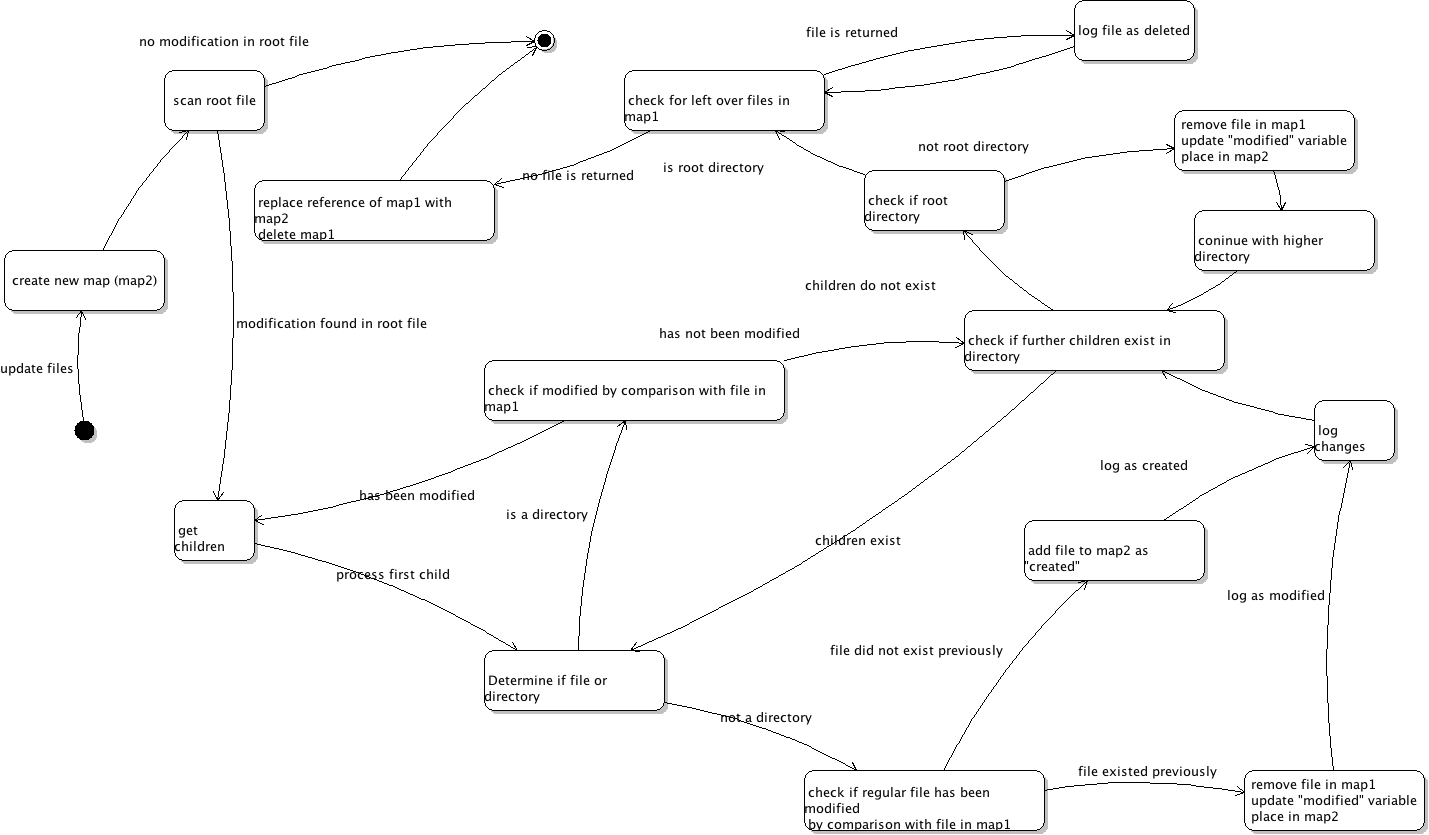 log file as deleted
file is returned
no modification in root file
scan root file
check for left over files in
map1
remove file in map1
update "modified" variable
place in map2
not root directory
is root directory
no file is returned
check if root
directory
replace reference of map1 with
map2
delete map1
coninue with higher
directory
create new map (map2)
children do not exist
modification found in root file
has not been modified
check if further children exist in
directory
update files
check if modified by comparison with file in
map1
log
changes
log as created
has been modified
is a directory
get
children
children exist
add file to map2 as
"created"
process first child
log as modified
file did not exist previously
Determine if file or
directory
not a directory
file existed previously
check if regular file has been
modified
by comparison with file in map1
remove file in map1
update "modified" variable
place in map2